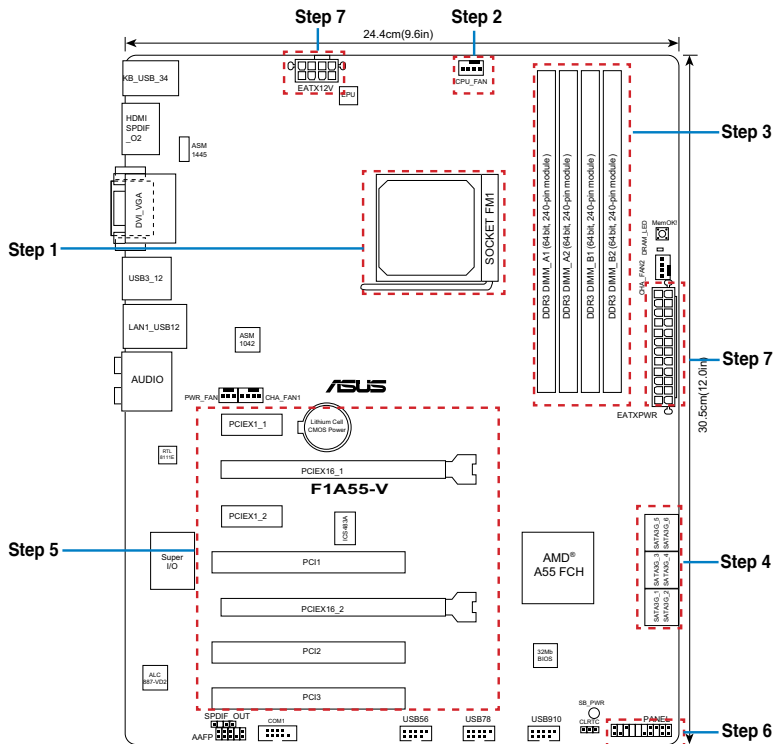 Step 7
Step 2
24.4cm(9.6in)
KB_USB_34
EATX12V
EPU
CPU_FAN
HDMI
SPDIF
_O2
ASM
1445
Step 3
DVI_VGA
SOCKET FM1
DDR3 DIMM_A1 (64bit, 240-pin module)
DDR3 DIMM_A2 (64bit, 240-pin module)
DDR3 DIMM_B1 (64bit, 240-pin module)
DDR3 DIMM_B2 (64bit, 240-pin module)
DRAM_LED
MemOK!
Step 1
USB3_12
CHA_FAN2
LAN1_USB12
ASM
1042
Step 7
30.5cm(12.0in)
AUDIO
ASUS
PWR_FAN
CHA_FAN1
EATXPWR
PCIEX1_1
Lithium Cell
CMOS Power
RTL
8111E
PCIEX16_1
F1A55-V
PCIEX1_2
ICS483A
SATA3G_5
SATA3G_6
Step 5
Super
I/O
PCI1
AMD®
A55 FCH
SATA3G_3
SATA3G_4
Step 4
SATA3G_1
SATA3G_2
PCIEX16_2
PCI2
32Mb
BIOS
ALC
887-VD2
PCI3
SB_PWR
SPDIF_OUT
COM1
USB56
USB78
USB910
CLRTC
PANEL
AAFP
Step 6